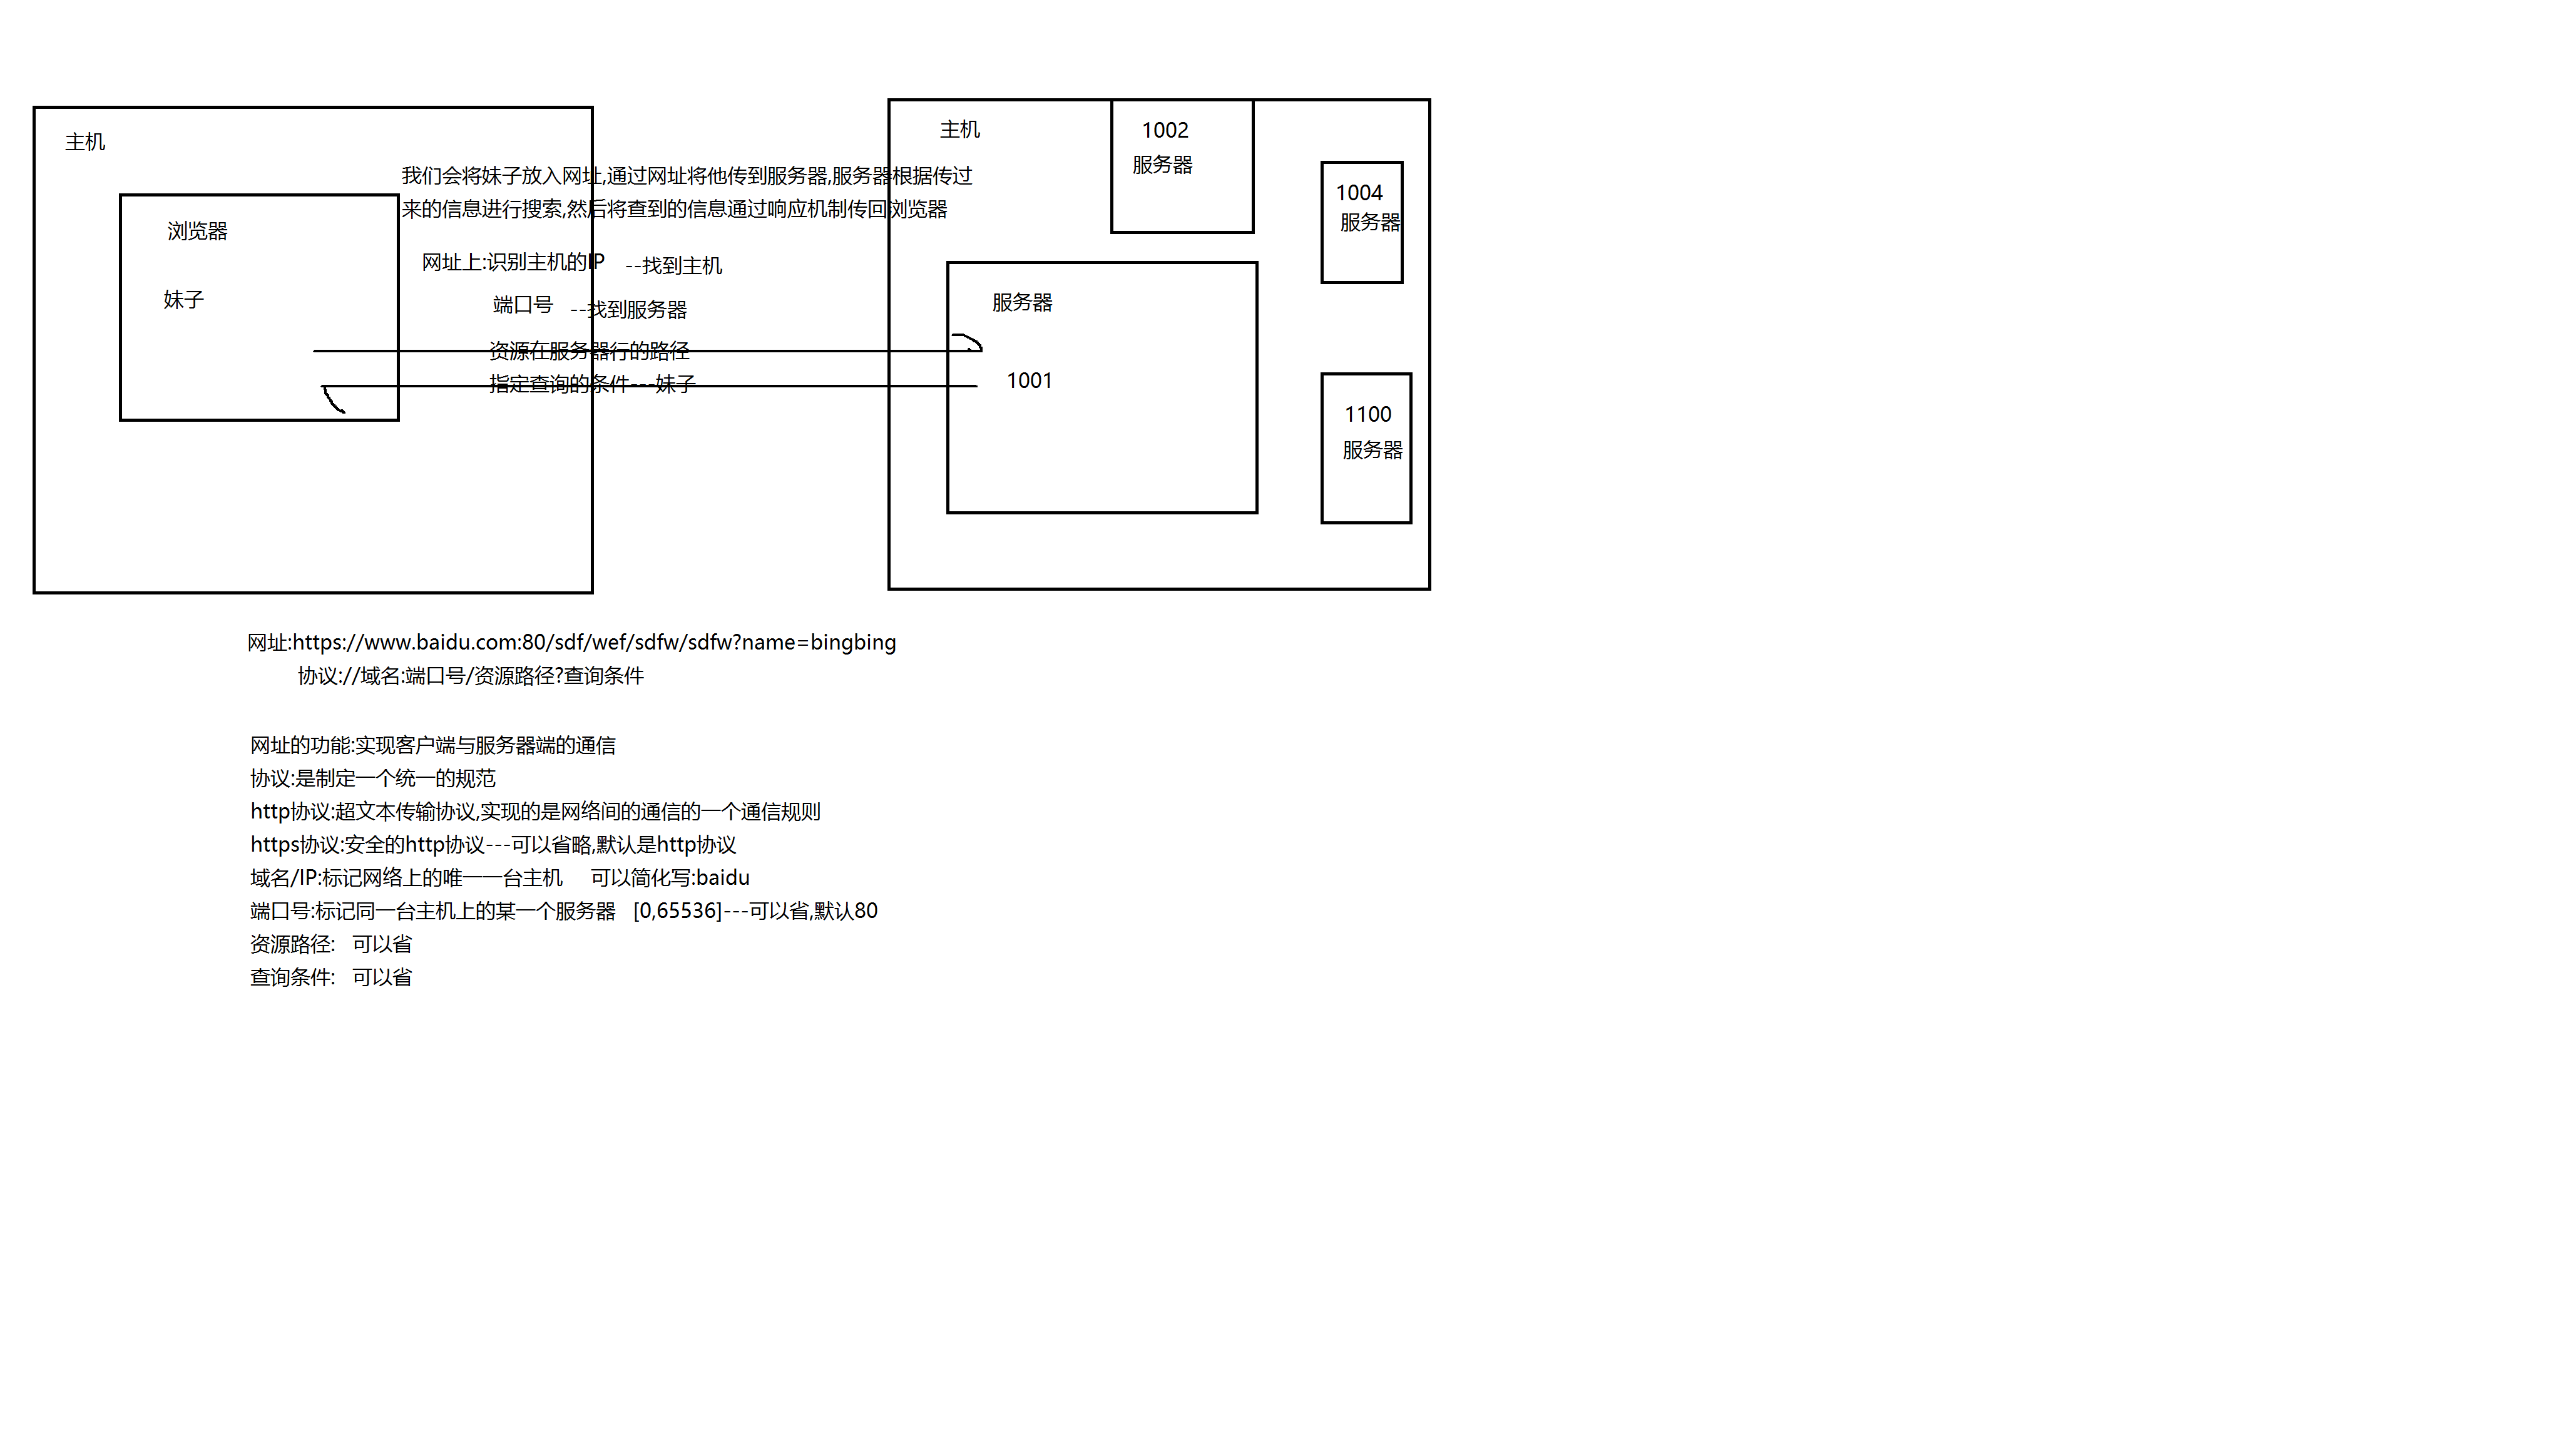 主机
浏览器
妹子
我们会将妹子放入网址,通过网址将他传到服务器,服务器根据传过
来的信息进行搜索,然后将查到的信息通过响应机制传回浏览器
网址上:识别主机的IP --找到主机
端口号 --找到服务器
资源在服务器行的路径
指定查询的条件---妹子
主机
1002
服务器
1004
服务器
服务器
1001
1100
服务器
网址:https://www.baidu.com:80/sdf/wef/sdfw/sdfw?name=bingbing
协议://域名:端口号/资源路径?查询条件
网址的功能:实现客户端与服务器端的通信
协议:是制定一个统一的规范
http协议:超文本传输协议,实现的是网络间的通信的一个通信规则
https协议:安全的http协议---可以省略,默认是http协议
域名/IP:标记网络上的唯一一台主机 可以简化写:baidu
端口号:标记同一台主机上的某一个服务器 [0,65536]---可以省,默认80
资源路径: 可以省
查询条件: 可以省